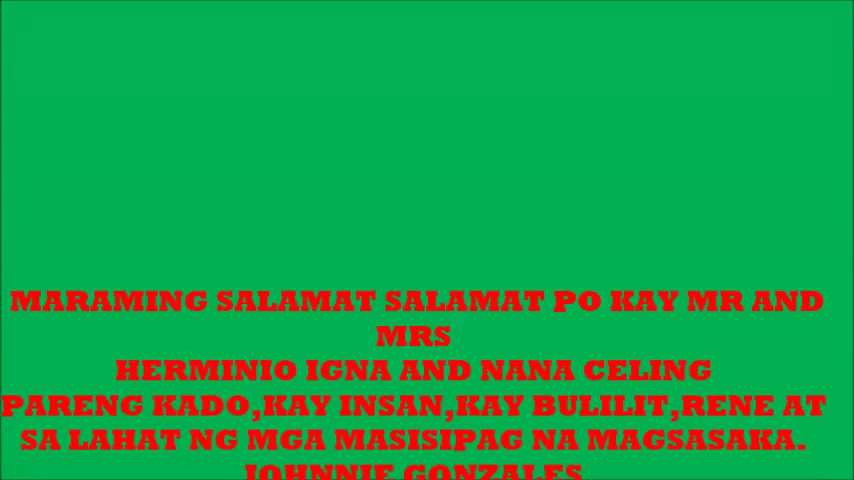 MARAMING SALAMAT SALAMAT PO KAY MR AND
MRS
HERMINIO IGNA AND NANA CELING
PARENG KADO,KAY INSAN,KAY BULILIT,RENE AT
SA LAHAT NG MGA MASISIPAG NA MAGSASAKA.
JOHNNIE GONZALES